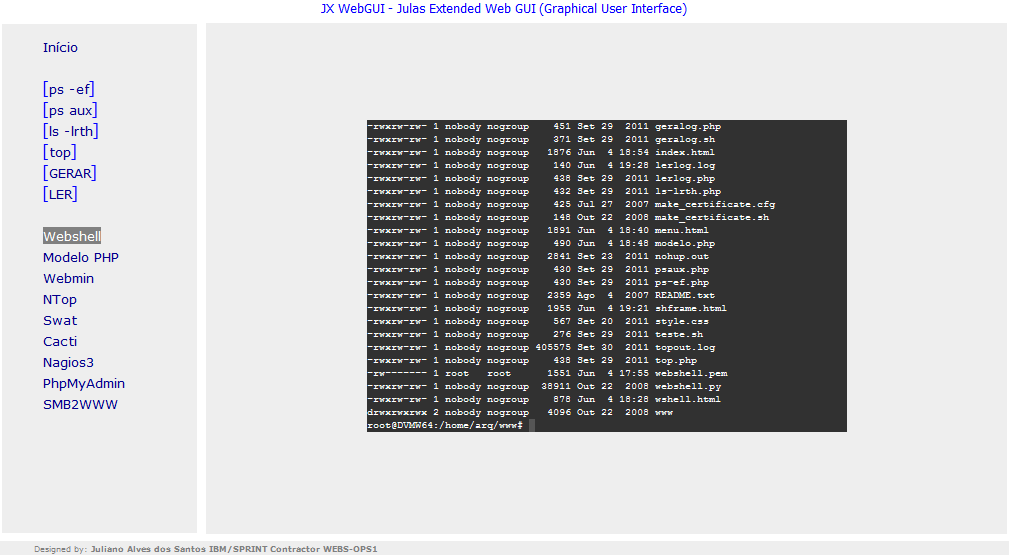 JX WebGUI - Julas Extended Web GUI (Graphical User Interface)
Início
[ps -ef]
[ps aux]
[ls -lrth]
[top]
[GERAR]
[LER]
Webshell
Modelo PHP
Webmin
NTop
Swat
Cacti
Nagios3
PhpMyAdmin
SMB2WWW
-rwxrw-rw- 1 nobody nogroup    451 Set 29  2011 geralog.php
-rwxrw-rw- 1 nobody nogroup    371 Set 29  2011 geralog.sh
-rwxrw-rw- 1 nobody nogroup   1876 Jun  4 18:54 index.html
-rwxrw-rw- 1 nobody nogroup    140 Jun  4 19:28 lerlog.log
-rwxrw-rw- 1 nobody nogroup    438 Set 29  2011 lerlog.php
-rwxrw-rw- 1 nobody nogroup    432 Set 29  2011 ls-lrth.php
-rwxrw-rw- 1 nobody nogroup    425 Jul 27  2007 make_certificate.cfg
-rwxrw-rw- 1 nobody nogroup    148 Out 22  2008 make_certificate.sh
-rwxrw-rw- 1 nobody nogroup   1891 Jun  4 18:40 menu.html
-rwxrw-rw- 1 nobody nogroup    490 Jun  4 18:48 modelo.php
-rwxrw-rw- 1 nobody nogroup   2841 Set 23  2011 nohup.out
-rwxrw-rw- 1 nobody nogroup    430 Set 29  2011 psaux.php
-rwxrw-rw- 1 nobody nogroup    430 Set 29  2011 ps-ef.php
-rwxrw-rw- 1 nobody nogroup   2359 Ago  4  2007 README.txt
-rwxrw-rw- 1 nobody nogroup   1955 Jun  4 19:21 shframe.html
-rwxrw-rw- 1 nobody nogroup    567 Set 20  2011 style.css
-rwxrw-rw- 1 nobody nogroup    276 Set 29  2011 teste.sh
-rwxrw-rw- 1 nobody nogroup 405575 Set 30  2011 topout.log
-rwxrw-rw- 1 nobody nogroup    438 Set 29  2011 top.php
-rw------- 1 root   root      1551 Jun  4 17:55 webshell.pem
-rwxrw-rw- 1 nobody nogroup  38911 Out 22  2008 webshell.py
-rwxrw-rw- 1 nobody nogroup    878 Jun  4 18:28 wshell.html
drwxrwxrwx 2 nobody nogroup   4096 Out 22  2008 www
root@DVMW64:/home/arq/www#
Designed by: Juliano Alves dos Santos IBM/SPRINT Contractor WEBS-OPS1